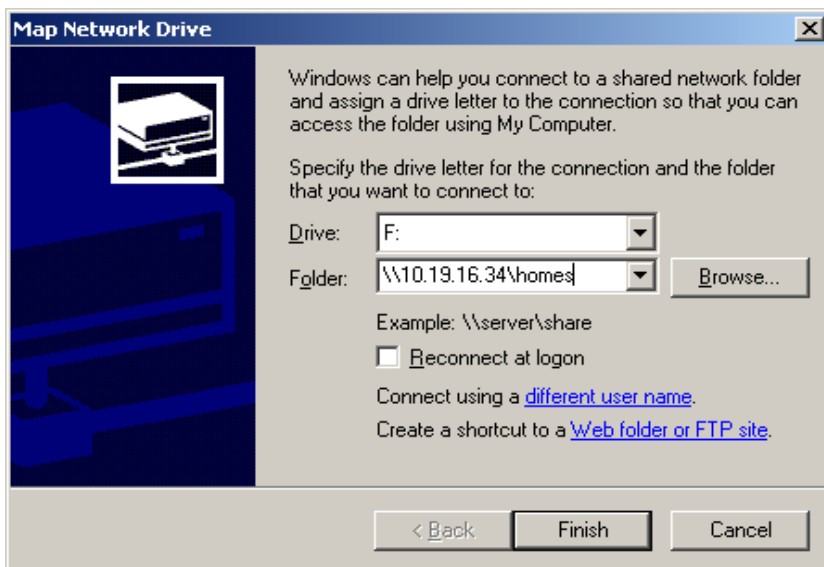 Map Network Drive
Windows can help you connect to a shared network folder
and assign a drive letter to the connection so that you can
access the folder using My Computer.
Specify the drive letter for the connection and the folder
that you want to connect to:
Drive: F:
Folder: \\10.19.16.34\homes Browse...
Example: \\server\share
Reconnect at logon
Connect using a different user name.
Create a shortcut to a Web folder or FTP site.
< Back Finish Cancel